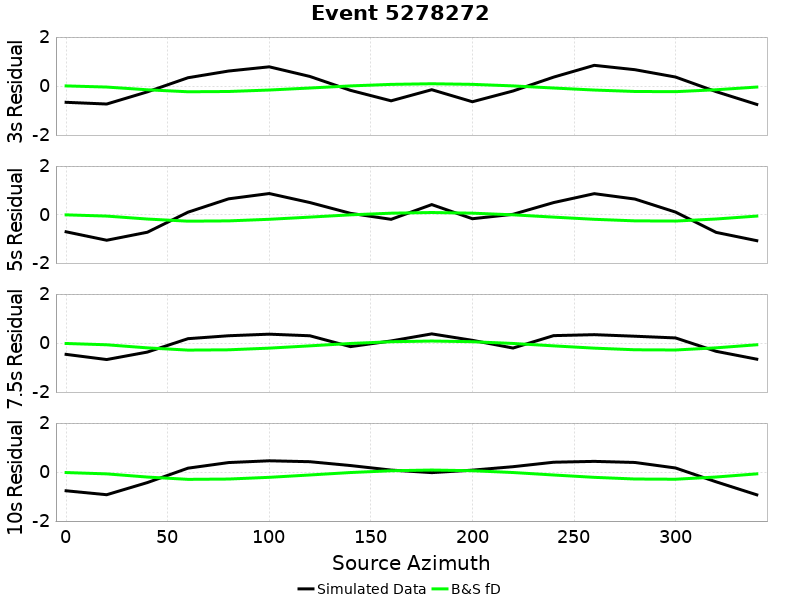 Event 5278272
3s Residual
2
0
-2
5s Residual
2
0
-2
7.5s Residual
2
0
-2
10s Residual
2
0
-2
0 50 100 150 200 250 300
Source Azimuth
Simulated Data B&S fD